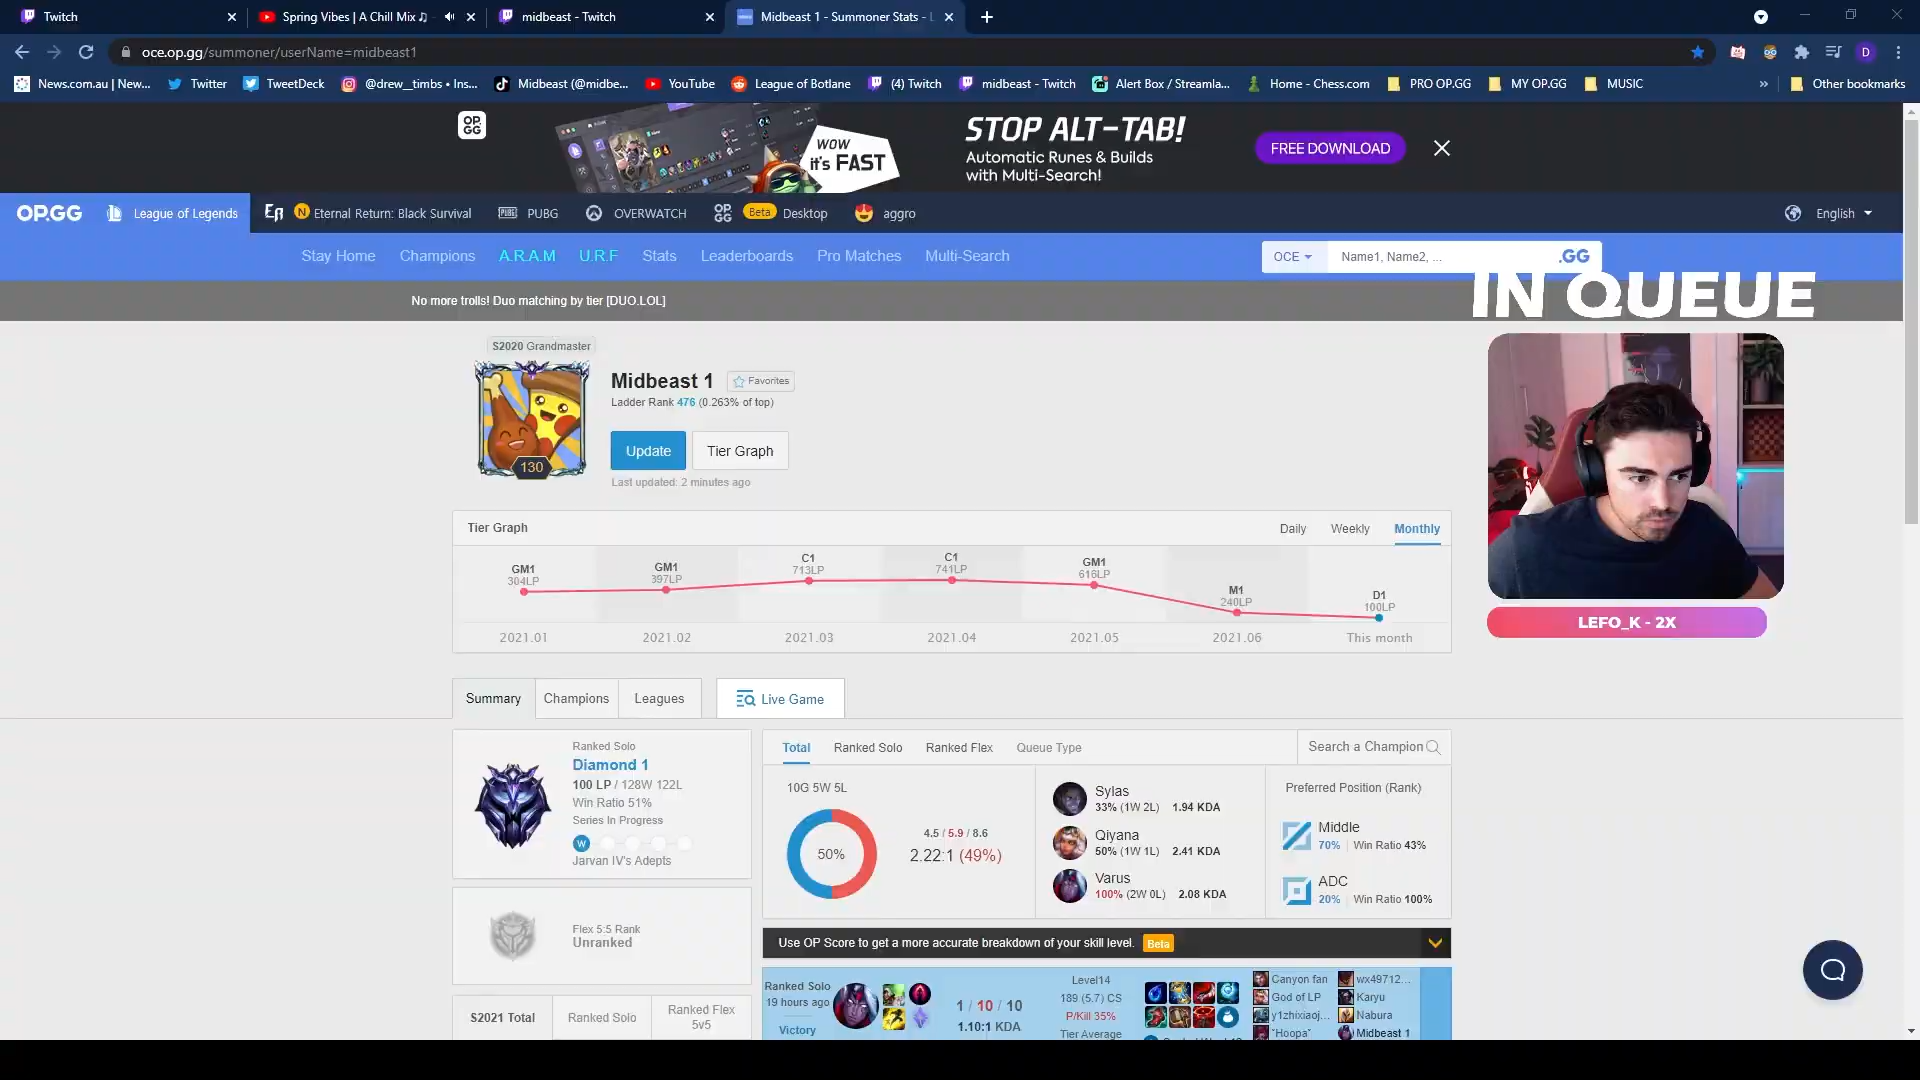 Twitch
Spring Vibes | A Chill Mix ♫
midbeast - Twitch
Midbeast 1 - Summoner Stats - L
oce.op.gg/summoner/userName=midbeast1
D
News.com.au | New...
Twitter
TweetDeck
@drew__timbs • Ins...
Midbeast (@midbe...
YouTube
League of Botlane
(4) Twitch
midbeast - Twitch
Alert Box / Streamla...
Home - Chess.com
PRO OP.GG
MY OP.GG
MUSIC
»
Other bookmarks
OP.GG
WOW it's FAST
STOP ALT-TAB!
Automatic Runes & Builds
with Multi-Search!
FREE DOWNLOAD
OP.GG
League of Legends
ER
N
Eternal Return: Black Survival
PUBG
PUBG
OVERWATCH
OP.GG
Beta
Desktop
aggro
English
Stay Home
Champions
A.R.A.M
U.R.F
Stats
Leaderboards
Pro Matches
Multi-Search
OCE
Name1, Name2, ...
.GG
No more trolls! Duo matching by tier [DUO.LOL]
IN QUEUE
S2020 Grandmaster
130
Midbeast 1
Favorites
Ladder Rank 476 (0.263% of top)
Update
Tier Graph
Last updated: 2 minutes ago
Tier Graph
Daily
Weekly
Monthly
GM1
304LP
GM1
397LP
C1
713LP
C1
741LP
GM1
616LP
M1
240LP
D1
100LP
2021.01
2021.02
2021.03
2021.04
2021.05
2021.06
This month
LEFO_K - 2X
Summary
Champions
Leagues
Live Game
Ranked Solo
Diamond 1
100 LP / 128W 122L
Win Ratio 51%
Series In Progress
W
Jarvan IV's Adepts
Flex 5:5 Rank
Unranked
S2021 Total
Ranked Solo
Ranked Flex 5v5
Total
Ranked Solo
Ranked Flex
Queue Type
Search a Champion
10G 5W 5L
50%
4.5 / 5.9 / 8.6
2.22:1 (49%)
Sylas
33% (1W 2L) 1.94 KDA
Qiyana
50% (1W 1L) 2.41 KDA
Varus
100% (2W 0L) 2.08 KDA
Preferred Position (Rank)
Middle
70% | Win Ratio 43%
ADC
20% | Win Ratio 100%
Use OP Score to get a more accurate breakdown of your skill level.
Beta
Ranked Solo
19 hours ago
Victory
1 / 10 / 10
1.10:1 KDA
Level14
189 (5.7) CS
P/Kill 35%
Tier Average
Canyon fan
God of LP
y1zhixiaoj...
"Hoopa"
wx49712...
Karyu
Nabura
Midbeast 1